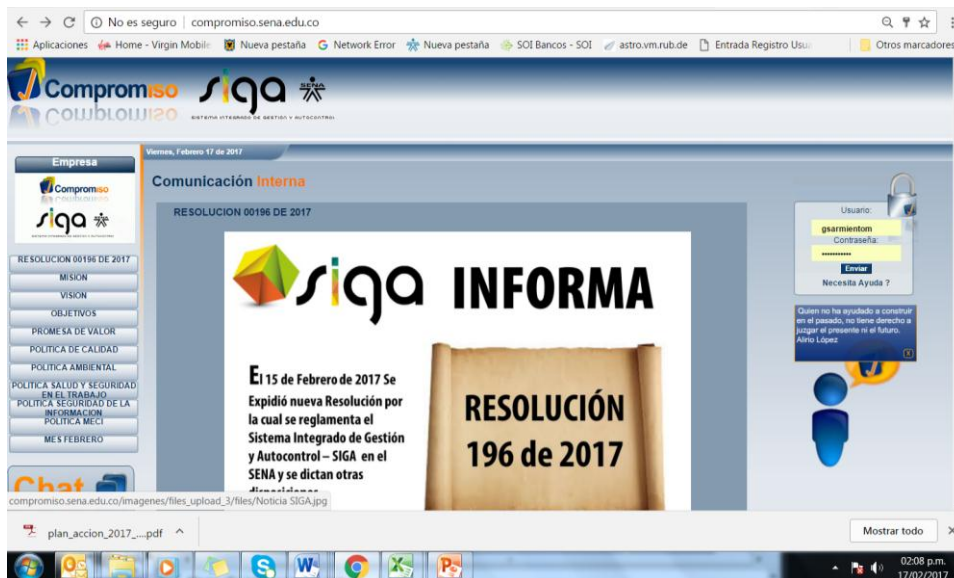 No es seguro | compromiso.sena.edu.co
Aplicaciones Home - Virgin Mobile Nueva pestaña Network Error Nueva pestaña SOI Bancos - SOI astro.vm.rub.de Entrada Registro Usu Otros marcadores
Compromiso siga SENA
SISTEMA INTEGRADO DE GESTIÓN Y AUTOCONTROL
Viernes, Febrero 17 de 2017
Empresa
Compromiso
siga
RESOLUCION 00196 DE 2017
MISION
VISION
OBJETIVOS
PROMESA DE VALOR
POLITICA DE CALIDAD
POLITICA AMBIENTAL
POLITICA SALUD Y SEGURIDAD
EN EL TRABAJO
POLITICA SEGURIDAD DE LA
INFORMACION
POLITICA MECI
MES FEBRERO
Chat
Comunicación Interna
RESOLUCION 00196 DE 2017
siga INFORMA
El 15 de Febrero de 2017 Se
Expidió nueva Resolución por
la cual se reglamenta el
Sistema Integrado de Gestión
y Autocontrol – SIGA en el
SENA y se dictan otras
disposiciones
RESOLUCIÓN
196 de 2017
Usuario:
gsarmientom
Contraseña:
Enviar
Necesita Ayuda ?
Quien no ha ayudado a construir
en el pasado, no tiene derecho a
juzgar el presente ni el futuro.
Alirio López
compromiso.sena.edu.co/imagenes/files_upload_3/files/Noticia SIGA.jpg
plan_accion_2017_....pdf
Mostrar todo
02:08 p.m.
17/02/2017